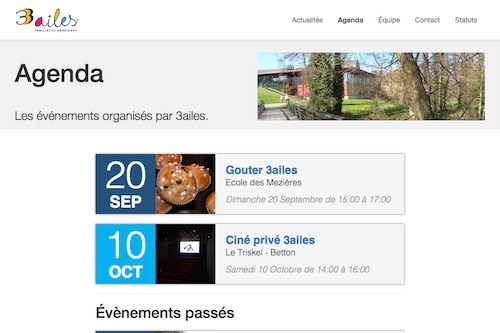 3ailes
FAMILLES ET HANDICAPS
Actualités
Agenda
Équipe
Contact
Statuts
Agenda
Les événements organisés par 3ailes.
20
SEP
Gouter 3ailes
Ecole des Mezières
Dimanche 20 Septembre de 15:00 à 17:00
10
OCT
Ciné privé 3ailes
Le Triskel - Betton
Samedi 10 Octobre de 14:00 à 16:00
Évènements passés